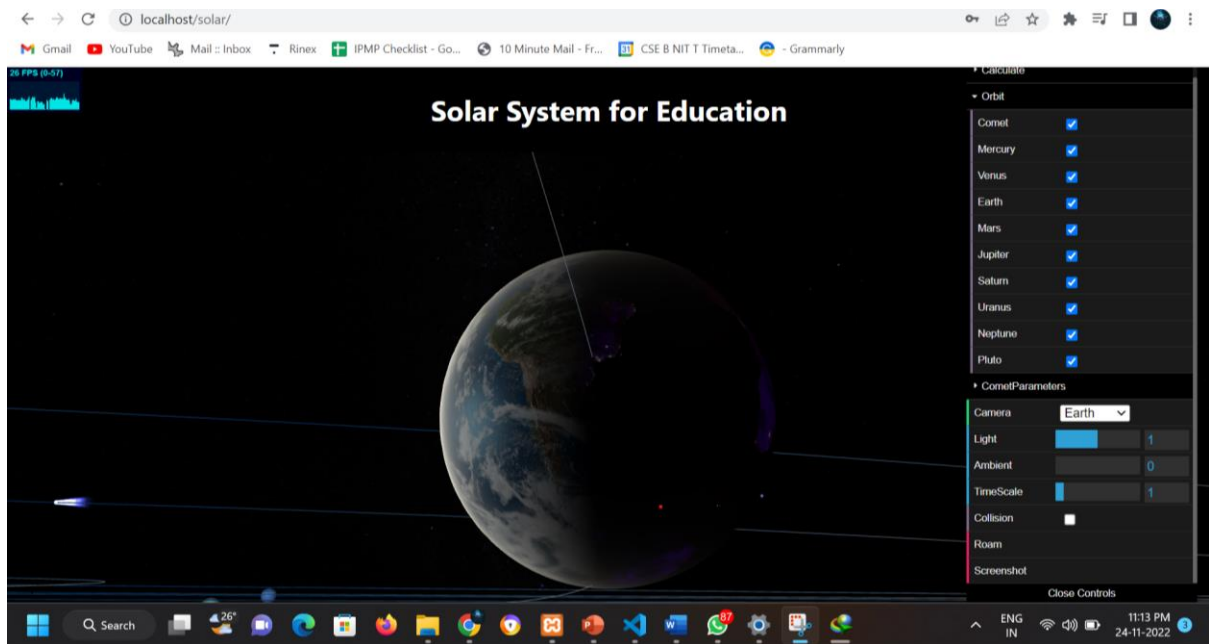 localhost/solar/
Gmail YouTube Mail :: Inbox Rinex IPMP Checklist - Go... 10 Minute Mail - Fr... CSE B NIT T Timeta... - Grammarly
26 FPS (0-57)
Solar System for Education
Calculate
Orbit
Comet
Mercury
Venus
Earth
Mars
Jupiter
Saturn
Uranus
Neptune
Pluto
CometParameters
Camera Earth
Light 1
Ambient 0
TimeScale 1
Collision
Roam
Screenshot
Close Controls
Search 26° 87 ENG 11:13 PM
IN 24-11-2022 3